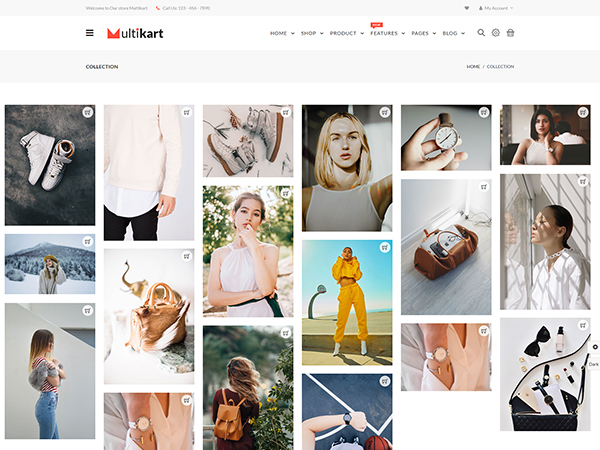 Welcome to Our store Multikart
Call Us: 123 - 456 - 7890
My Account
Multikart
HOME
SHOP
PRODUCT
NEW
FEATURES
PAGES
BLOG
COLLECTION
HOME / COLLECTION
Dark